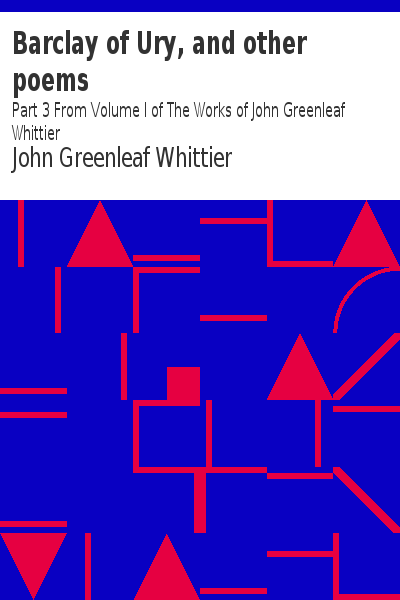 Barclay of Ury, and other
poems
Part 3 From Volume I of The Works of John Greenleaf
Whittier
John Greenleaf Whittier